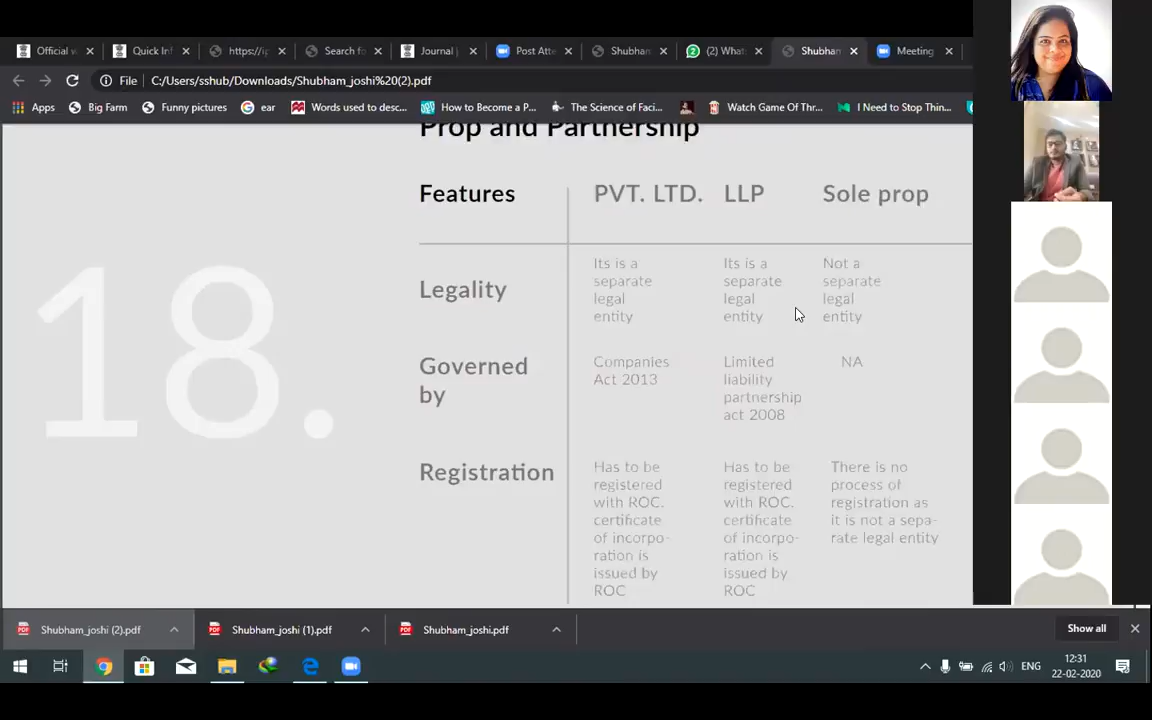 Official w
Quick Inf
https://ip
Search fo
Journal
Post Atte
Shubham
(2) What
Shubham
Meeting
File
C:/Users/sshub/Downloads/Shubham_joshi%20(2).pdf
Apps
Big Farm
Funny pictures
ear
Words used to desc...
How to Become a P...
The Science of Faci...
Watch Game Of Thr...
I Need to Stop Thin...
Prop and Partnership
18.
Features
PVT. LTD.
LLP
Sole prop
Legality
Its is a
separate
legal
entity
Its is a
separate
legal
entity
Not a
separate
legal
entity
Governed
by
Companies
Act 2013
Limited
liability
partnership
act 2008
NA
Registration
Has to be
registered
with ROC.
certificate
of incorpo-
ration is
issued by
ROC
Has to be
registered
with ROC.
certificate
of incorpo-
ration is
issued by
ROC
There is no
process of
registration as
it is not a sepa-
rate legal entity
Shubham_joshi (2).pdf
Shubham_joshi (1).pdf
Shubham_joshi.pdf
Show all
ENG
12:31
22-02-2020